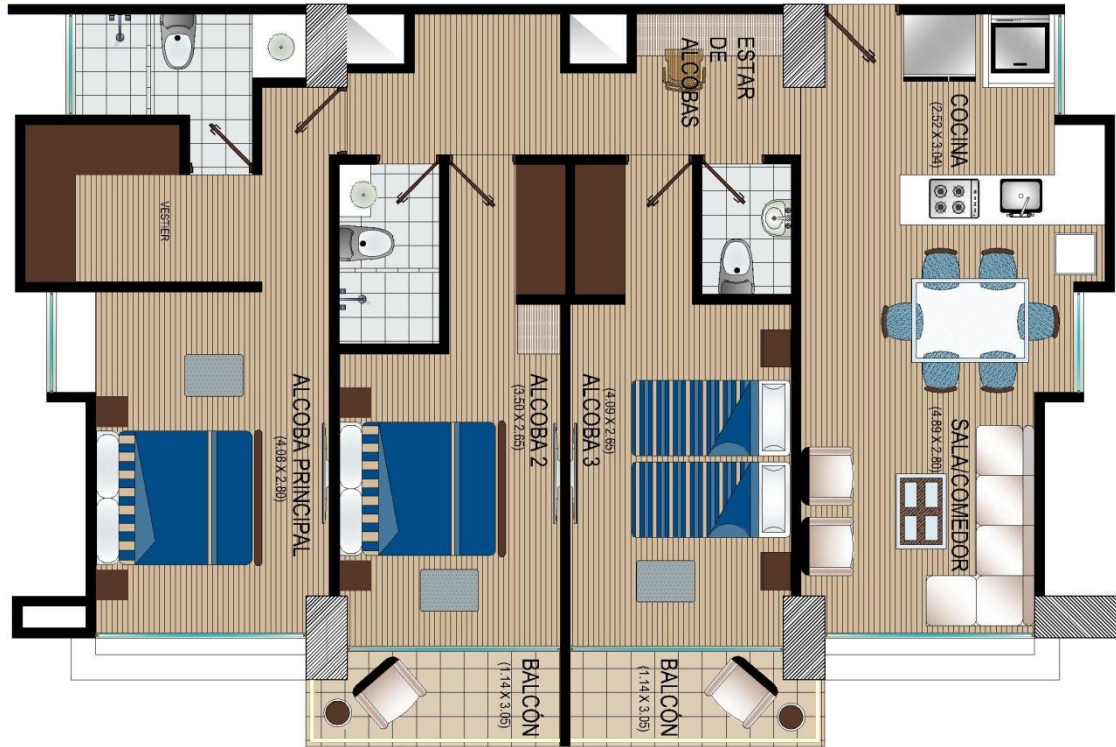 COCINA
(2.52 X 3.04)
SALA/COMEDOR
(4.89 X 2.80)
ESTAR
DE
ALCOBAS
(4.09 X 2.65)
ALCOBA 3
BALCÓN
(1.14 X 3.05)
ALCOBA 2
(3.50 X 2.65)
BALCÓN
(1.14 X 3.05)
ALCOBA PRINCIPAL
(4.08 X 2.80)
VESTIER